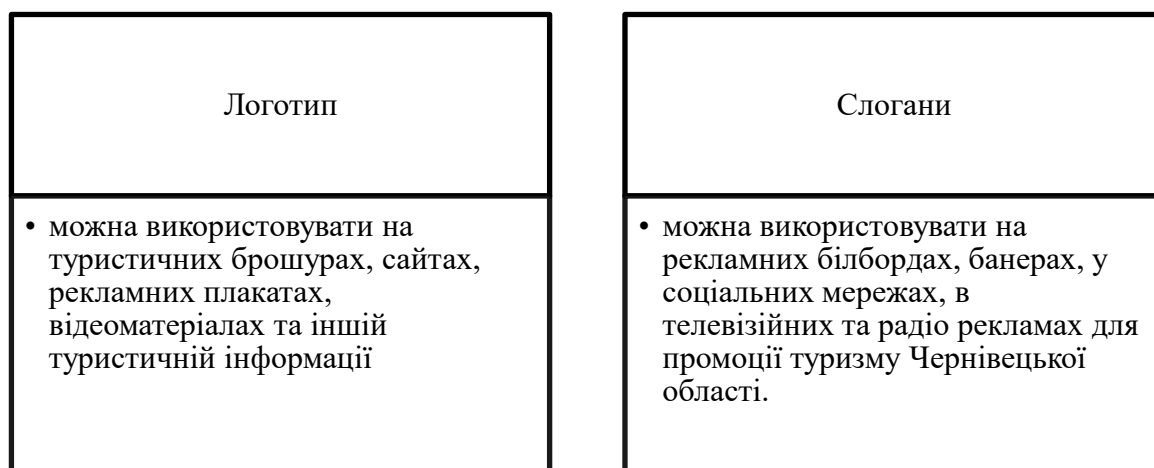 Логотип
• можна використовувати на
туристичних брошурах, сайтах,
рекламних плакатах,
відеоматеріалах та іншій
туристичній інформації
Слогани
• можна використовувати на
рекламних білбордах, банерах, у
соціальних мережах, в
телевізійних та радіо рекламах для
промоції туризму Чернівецької
області.